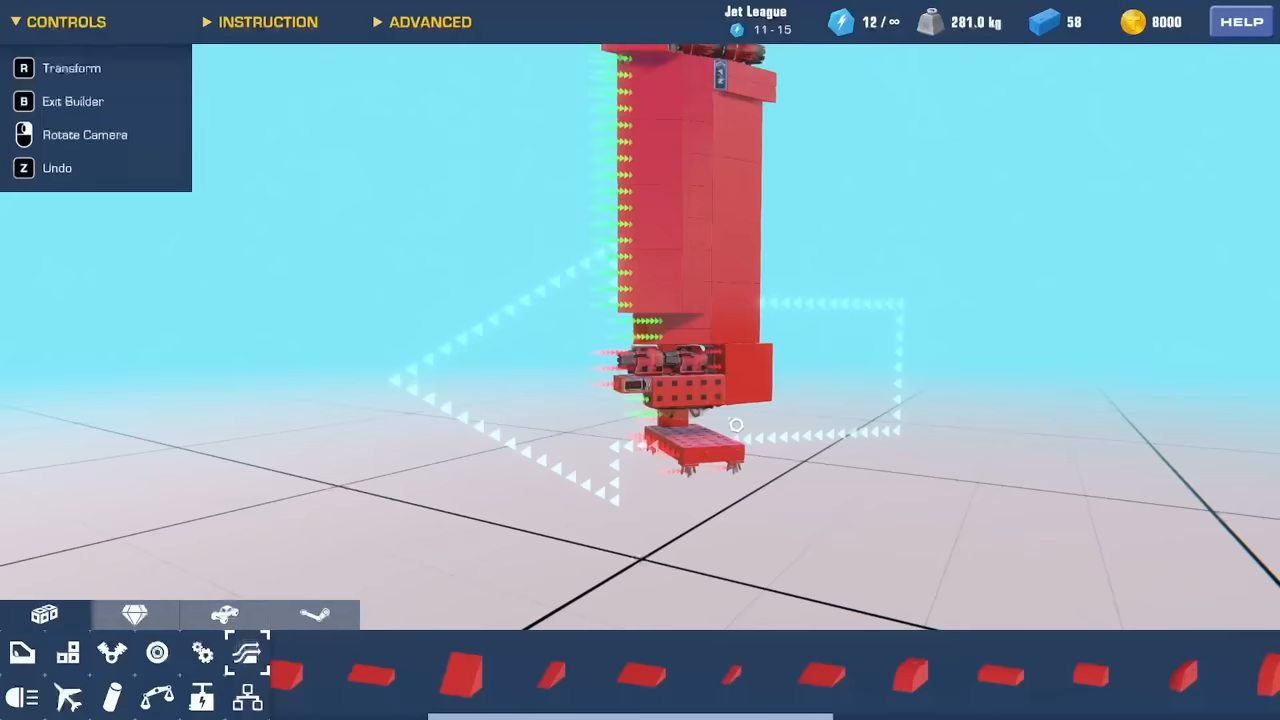 CONTROLS
INSTRUCTION
ADVANCED
Jet League
11 - 15
12 / ∞
281.0 kg
58
8000
HELP
R Transform
B Exit Builder
Rotate Camera
Z Undo